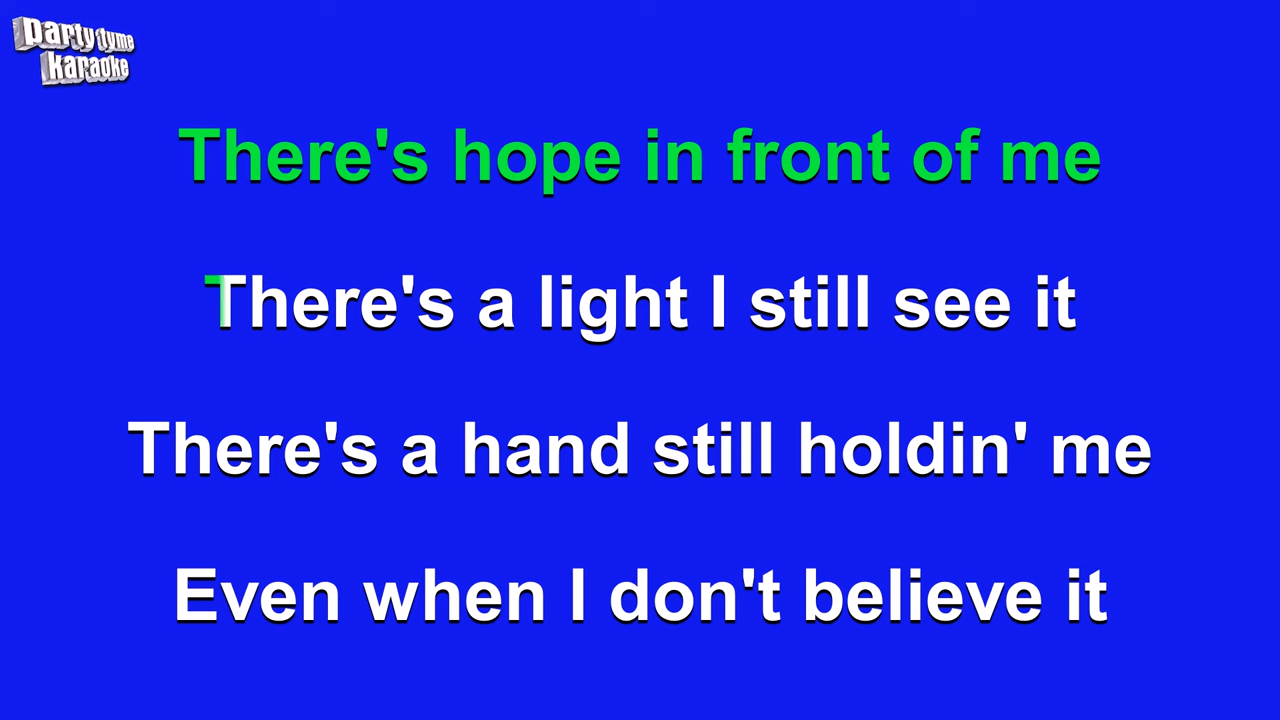 party tyme
karaoke
There's hope in front of me
There's a light I still see it
There's a hand still holdin' me
Even when I don't believe it